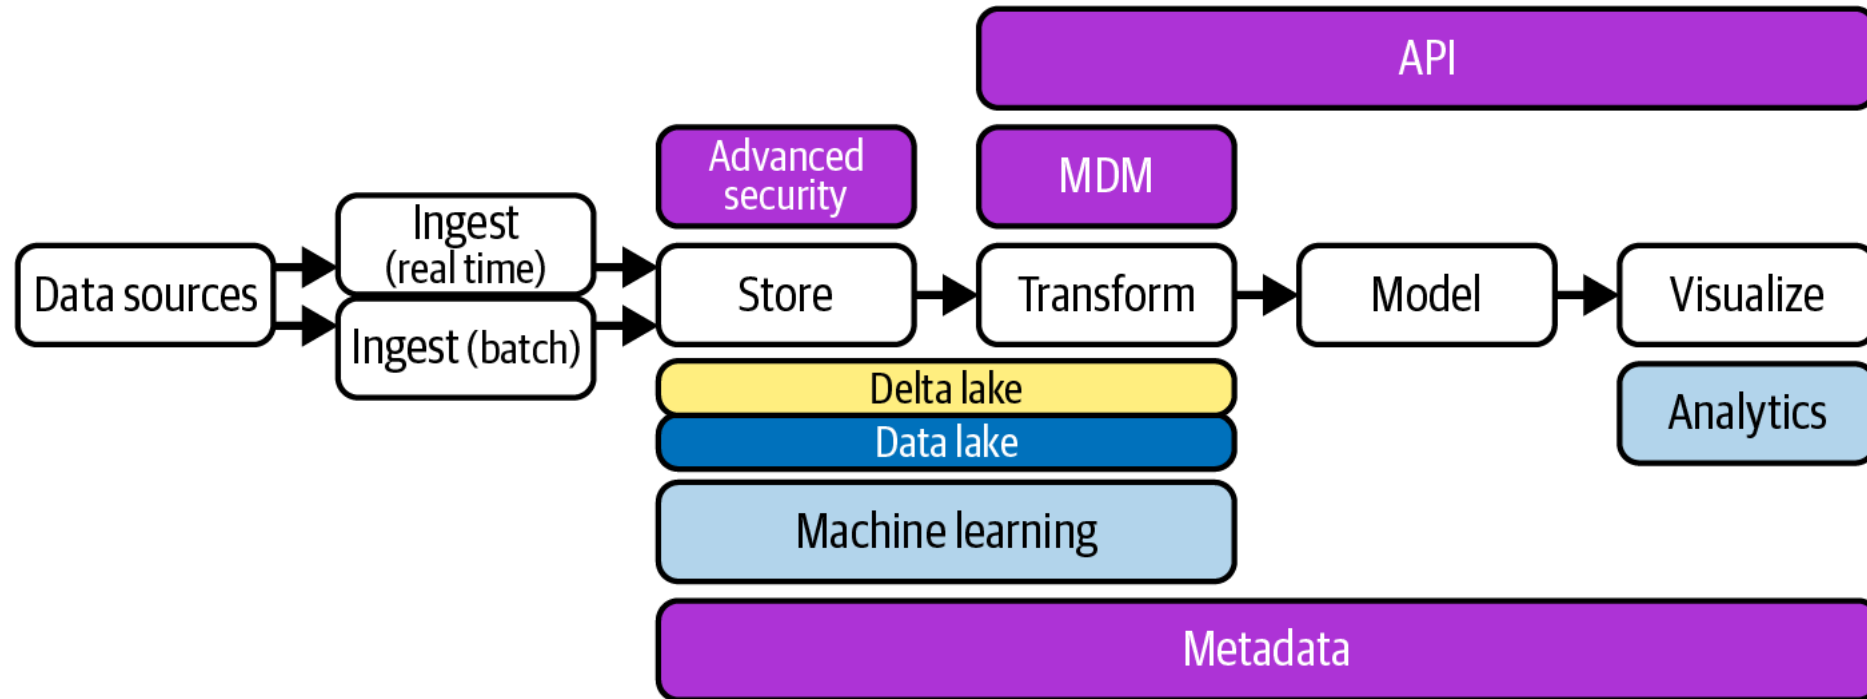 API
Advanced
security
MDM
Data sources
Ingest
(real time)
Ingest (batch)
Store
Transform
Model
Visualize
Delta lake
Data lake
Analytics
Machine learning
Metadata